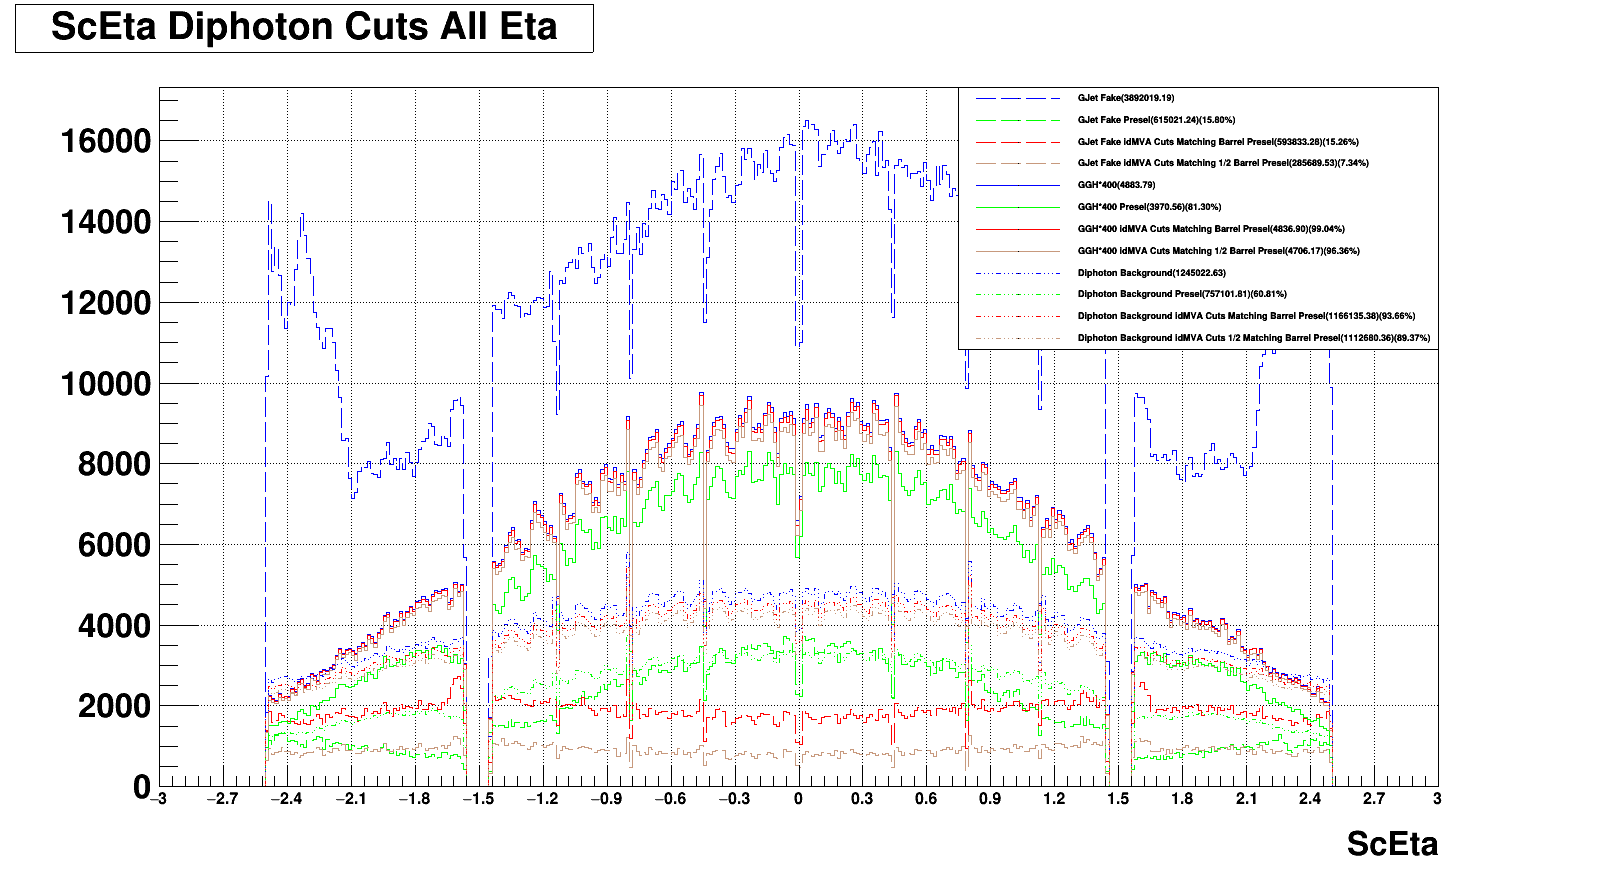 ScEta Diphoton Cuts All Eta
GJet Fake(3892019.19)
GJet Fake Presel(615021.24)(15.80%)
GJet Fake idMVA Cuts Matching Barrel Presel(593833.28)(15.26%)
GJet Fake idMVA Cuts Matching 1/2 Barrel Presel(285689.53)(7.34%)
GGH*400(4883.79)
GGH*400 Presel(3970.56)(81.30%)
GGH*400 idMVA Cuts Matching Barrel Presel(4836.90)(99.04%)
GGH*400 idMVA Cuts Matching 1/2 Barrel Presel(4706.17)(96.36%)
Diphoton Background(1245022.63)
Diphoton Background Presel(757101.81)(60.81%)
Diphoton Background idMVA Cuts Matching Barrel Presel(1166135.38)(93.66%)
Diphoton Background idMVA Cuts 1/2 Matching Barrel Presel(1112680.36)(89.37%)
16000
14000
12000
10000
8000
6000
4000
2000
0
−3 −2.7 −2.4 −2.1 −1.8 −1.5 −1.2 −0.9 −0.6 −0.3 0 0.3 0.6 0.9 1.2 1.5 1.8 2.1 2.4 2.7 3
ScEta